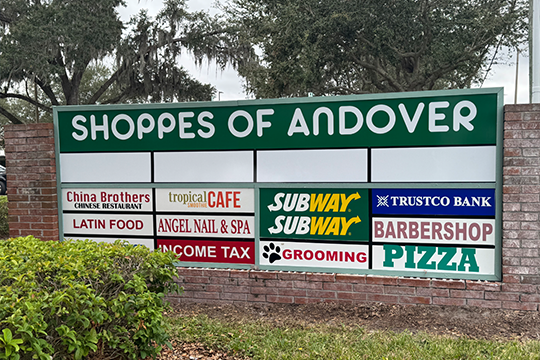 SHOPPES OF ANDOVER
China Brothers
CHINESE RESTAURANT
tropical SMOOTHIE CAFE
SUBWAY
SUBWAY
TRUSTCO BANK
LATIN FOOD
ANGEL NAIL & SPA
BARBERSHOP
INCOME TAX
GROOMING
PIZZA